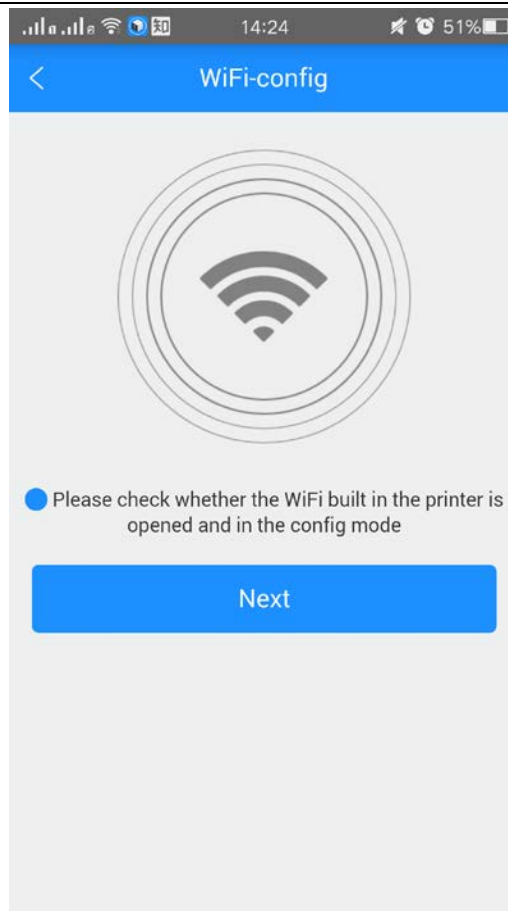 知 14:24 51%
WiFi-config
Please check whether the WiFi built in the printer is
opened and in the config mode
Next